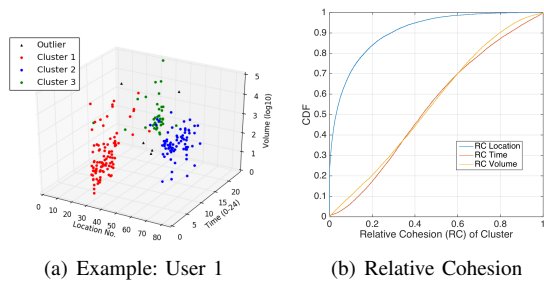 Outlier
Cluster 1
Cluster 2
Cluster 3
Volume (log10)
5
4
3
2
1
0
Time (0-24)
0
5
10
15
20
Location No.
0
10
20
30
40
50
60
70
80
(a) Example: User 1
CDF
1
0.9
0.8
0.7
0.6
0.5
0.4
0.3
0.2
0.1
0
RC Location
RC Time
RC Volume
0 0.2 0.4 0.6 0.8 1
Relative Cohesion (RC) of Cluster
(b) Relative Cohesion